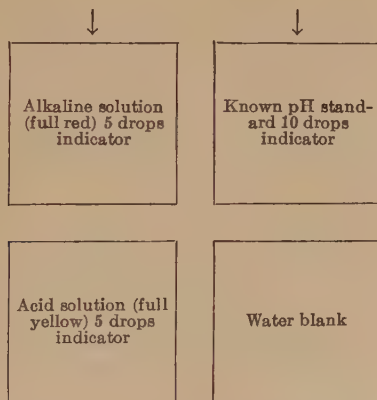 Alkaline solution
(full red) 5 drops
indicator
Known pH stand-
ard 10 drops
indicator
Acid solution (full
yellow) 5 drops
indicator
Water blank